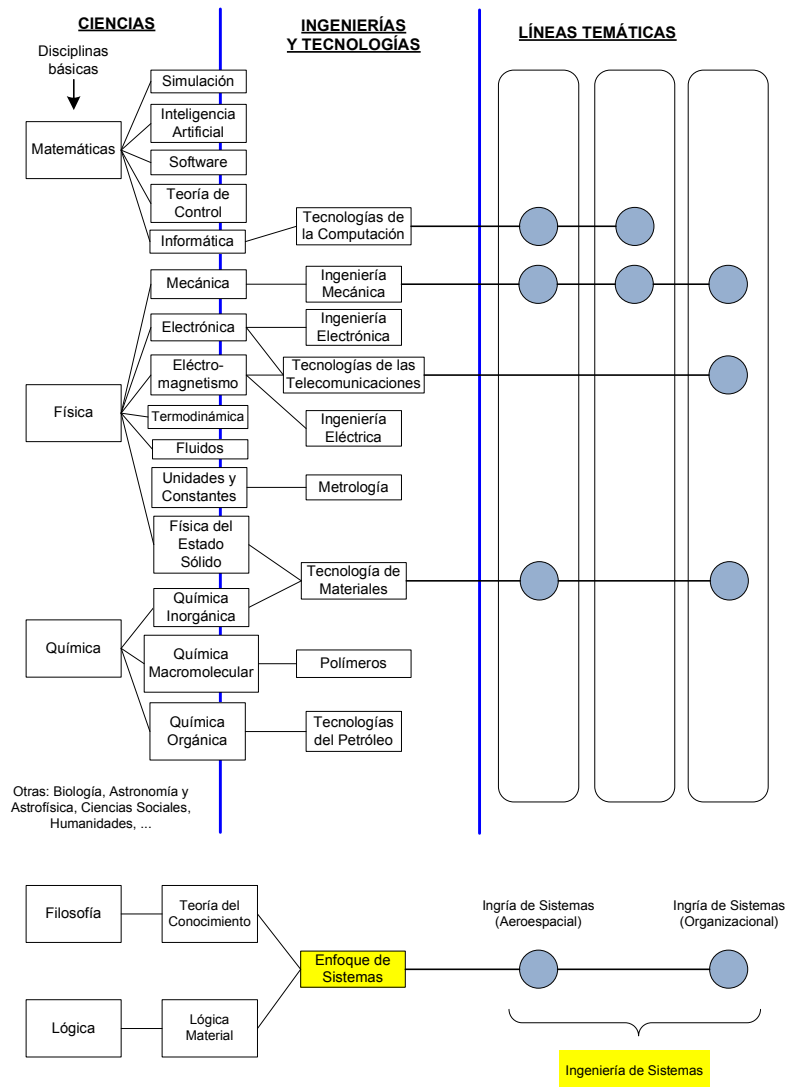 CIENCIAS
INGENIERÍAS
Y TECNOLOGÍAS
LÍNEAS TEMÁTICAS
Disciplinas
básicas
Matemáticas
Simulación
Inteligencia
Artificial
Software
Teoría de
Control
Informática
Tecnologías de
la Computación
Física
Mecánica
Ingeniería
Mecánica
Electrónica
Ingeniería
Electrónica
Eléctro-
magnetismo
Tecnologías de las
Telecomunicaciones
Termodinámica
Ingeniería
Eléctrica
Fluidos
Unidades y
Constantes
Metrología
Física del
Estado
Sólido
Tecnología de
Materiales
Química
Química
Inorgánica
Química
Macromolecular
Polímeros
Química
Orgánica
Tecnologías
del Petróleo
Otras: Biología, Astronomía y
Astrofísica, Ciencias Sociales,
Humanidades, ...
Filosofía
Teoría del
Conocimiento
Enfoque de
Sistemas
Lógica
Lógica
Material
Ingría de Sistemas
(Aeroespacial)
Ingría de Sistemas
(Organizacional)
Ingeniería de Sistemas